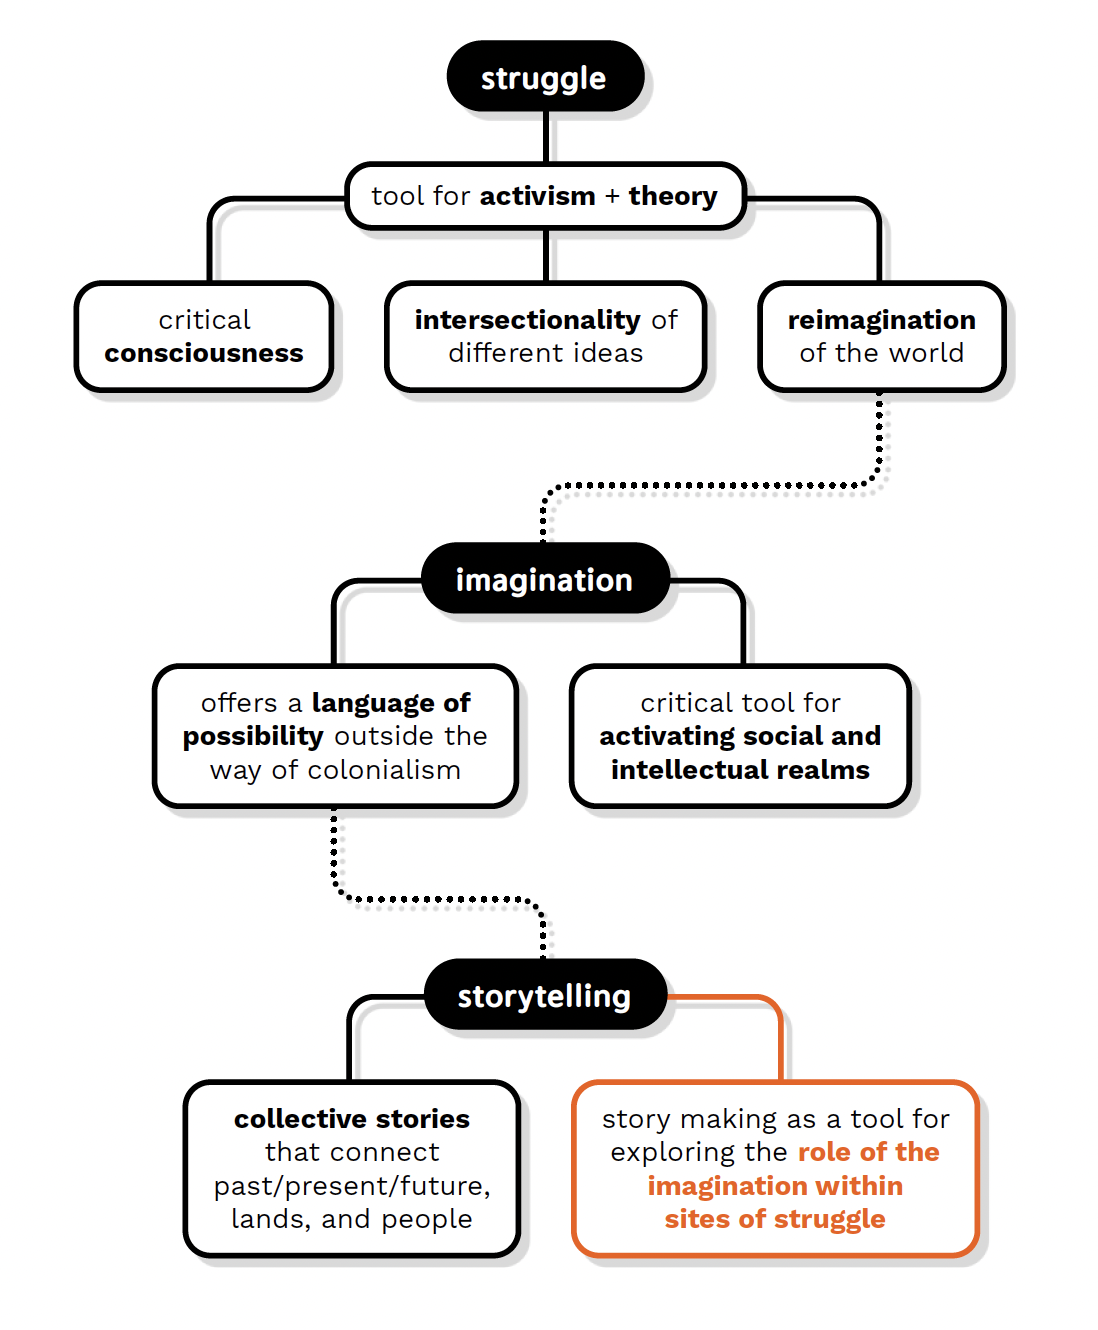 struggle
tool for activism + theory
critical
consciousness
intersectionality of
different ideas
reimagination
of the world
imagination
offers a language of
possibility outside the
way of colonialism
critical tool for
activating social and
intellectual realms
storytelling
collective stories
that connect
past/present/future,
lands, and people
story making as a tool for
exploring the role of the
imagination within
sites of struggle